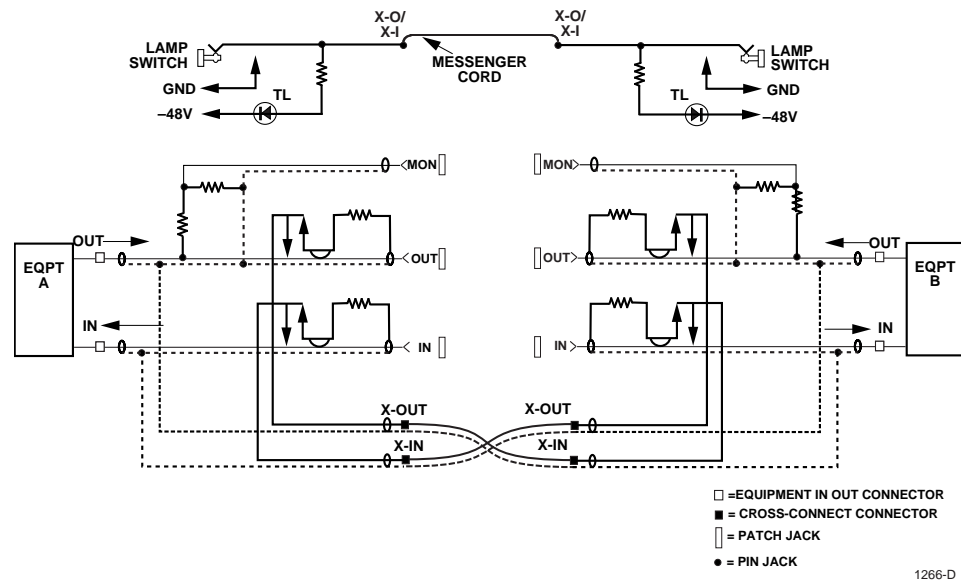 X-O/
X-I
X-O/
X-I
LAMP
SWITCH
MESSENGER
CORD
LAMP
SWITCH
GND
TL
–48V
GND
TL
–48V
MON
MON
OUT
OUT
EQPT
A
OUT
OUT
EQPT
B
IN
IN
IN
IN
X-OUT
X-OUT
X-IN
X-IN
=EQUIPMENT IN OUT CONNECTOR
= CROSS-CONNECT CONNECTOR
= PATCH JACK
= PIN JACK
1266-D